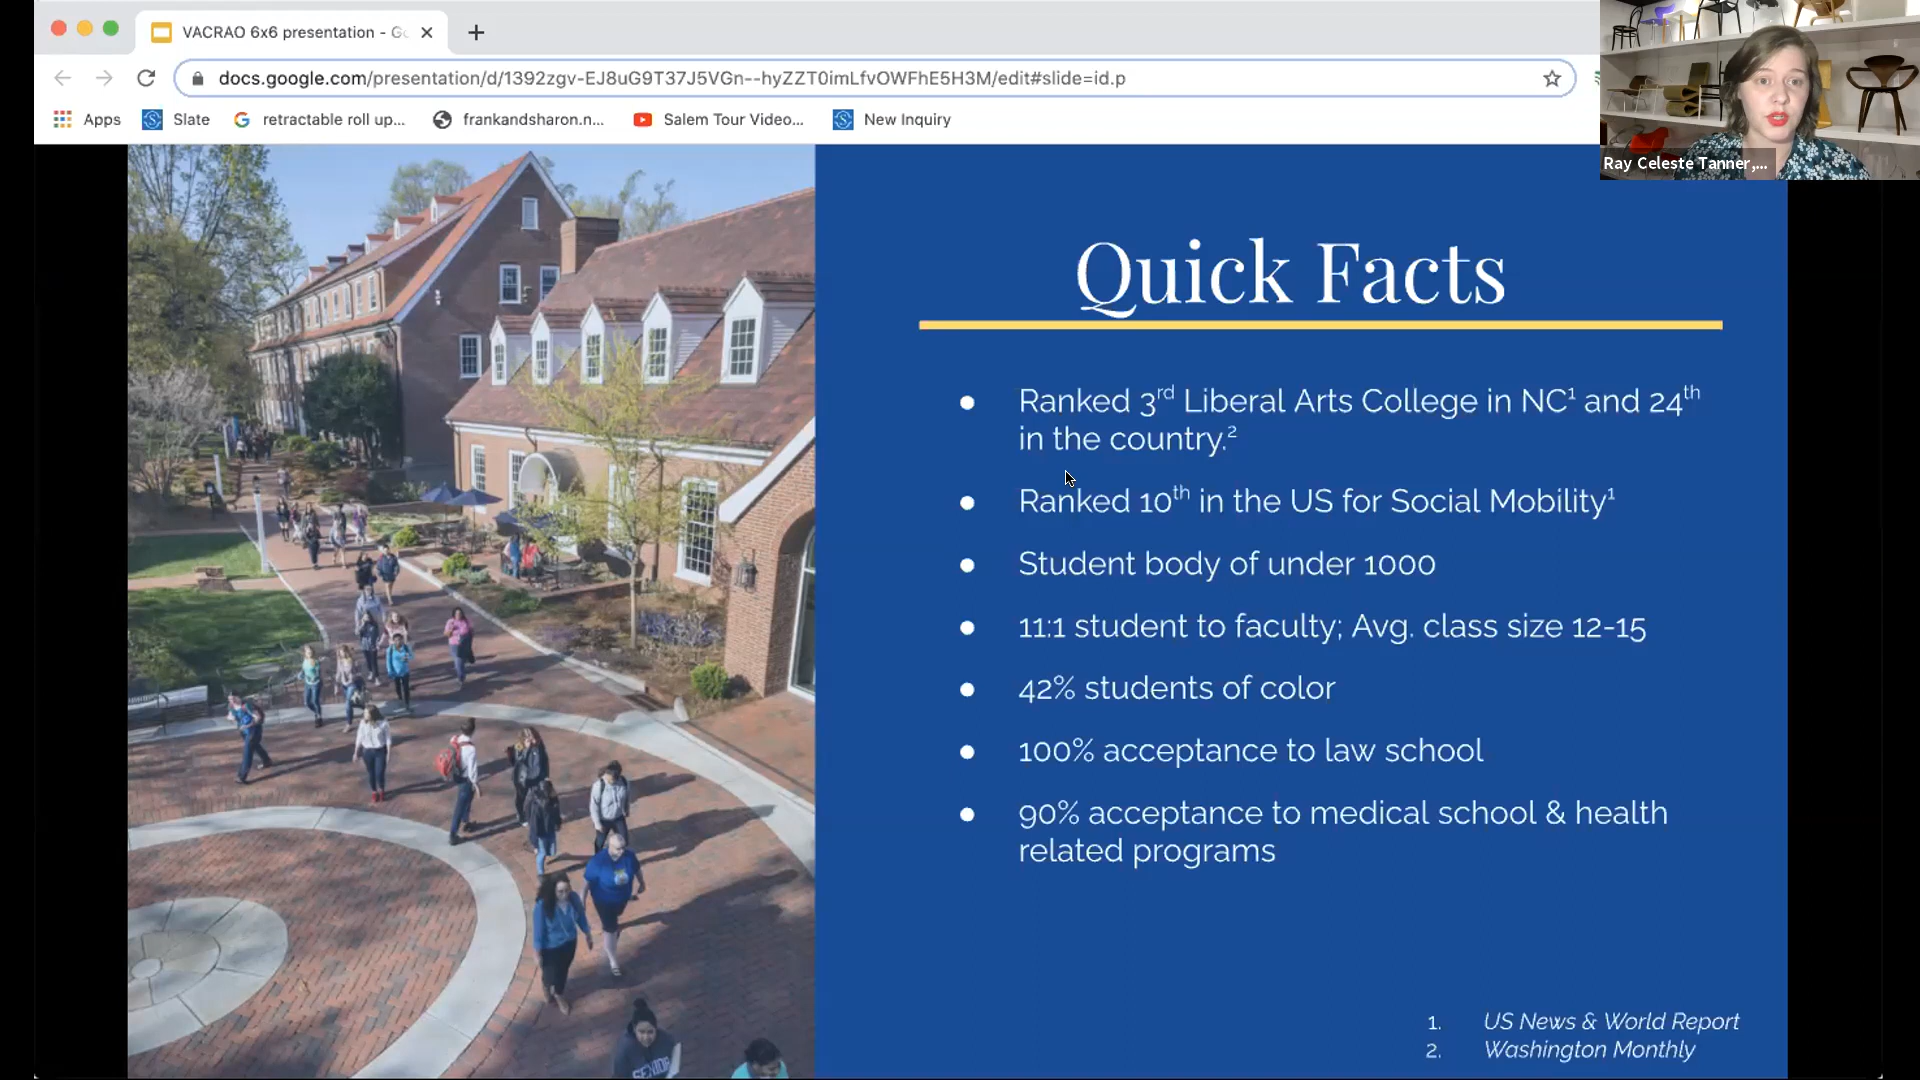 VACRAO 6x6 presentation - Go
docs.google.com/presentation/d/1392zgv-EJ8uG9T37J5VGn--hyZZT0imLfvOWFhE5H3M/edit#slide=id.p
Apps Slate retractable roll up... frankandsharon.n... Salem Tour Video... New Inquiry
Ray Celeste Tanner,...
Quick Facts
● Ranked 3rd Liberal Arts College in NC¹ and 24th
in the country.²
● Ranked 10th in the US for Social Mobility¹
● Student body of under 1000
● 11:1 student to faculty; Avg. class size 12-15
● 42% students of color
● 100% acceptance to law school
● 90% acceptance to medical school & health
related programs
SENIOR
1. US News & World Report
2. Washington Monthly